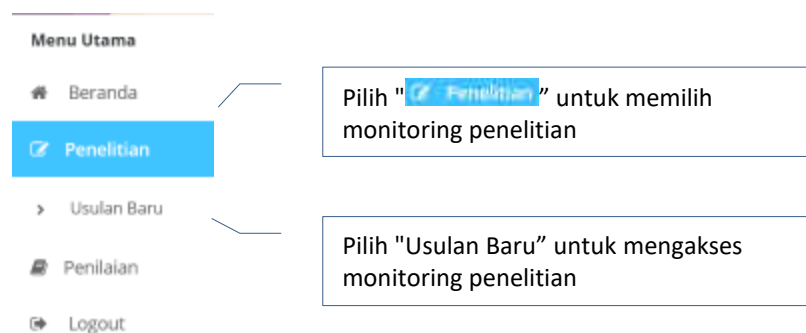 Menu Utama
Beranda
Penelitian
Usulan Baru
Penilaian
Logout
Pilih " Penelitian ” untuk memilih
monitoring penelitian
Pilih "Usulan Baru” untuk mengakses
monitoring penelitian